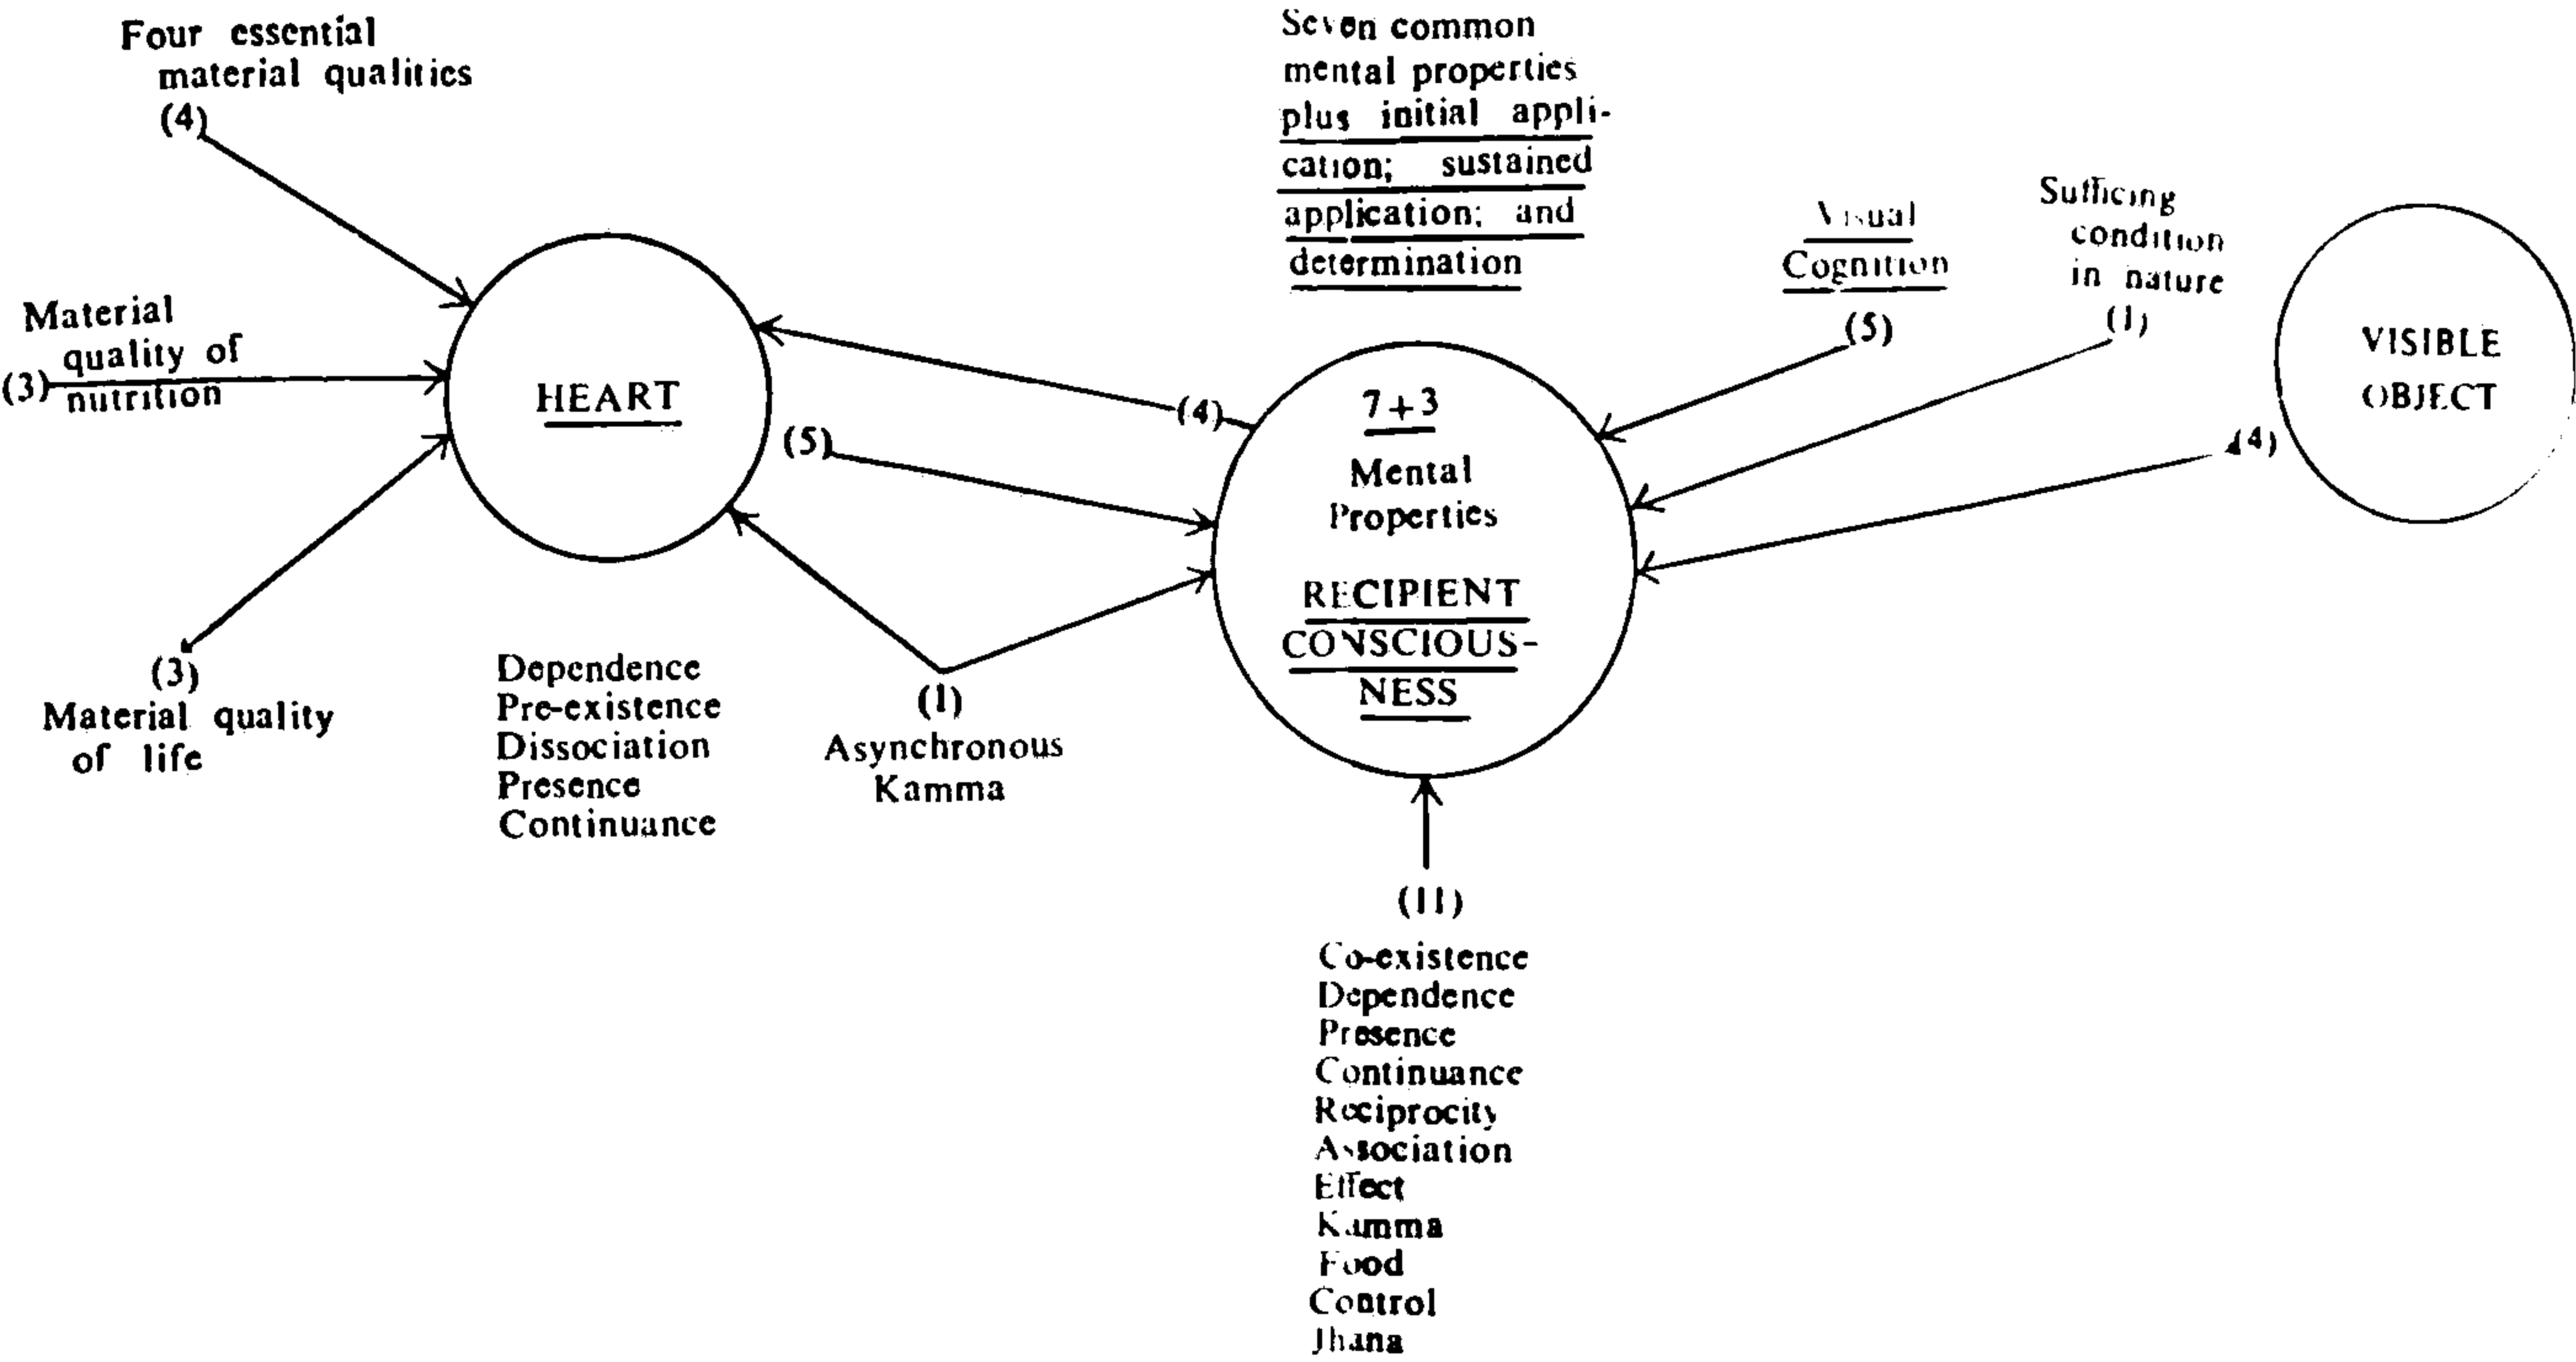 Four essential
material qualities
(4)
Material
quality of
(3) nutrition
(3)
Material quality
of life
HEART
Dependence
Pre-existence
Dissociation
Presence
Continuance
(4)
(5)
(1)
Asynchronous
Kamma
Seven common
mental properties
plus initial appli-
cation; sustained
application; and
determination
7+3
Mental
Properties
RECIPIENT
CONSCIOUS-
NESS
(11)
Co-existence
Dependence
Presence
Continuance
Reciprocity
Association
Effect
Kamma
Food
Control
Jhana
Visual
Cognition
(5)
Sufficing
condition
in nature
(1)
(4)
VISIBLE
OBJECT